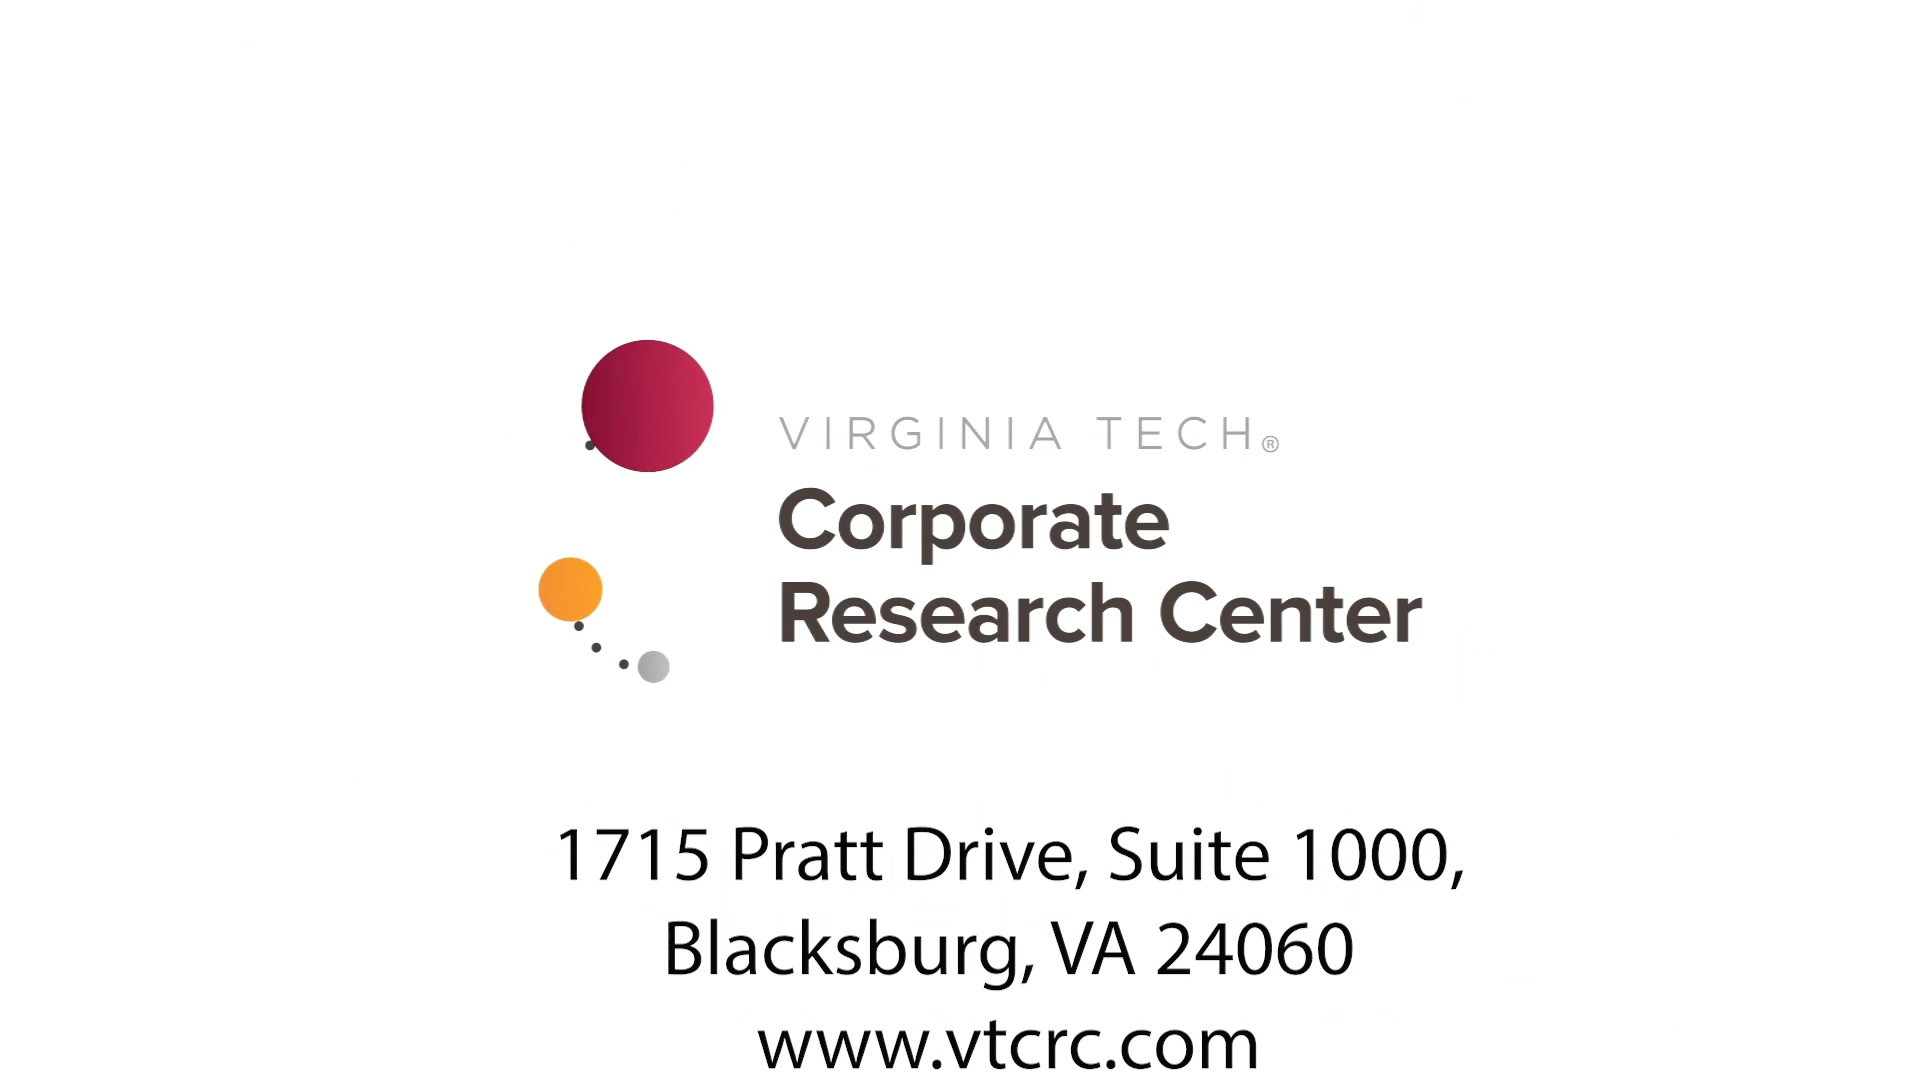 VIRGINIA TECH®
Corporate
Research Center
1715 Pratt Drive, Suite 1000,
Blacksburg, VA 24060
www.vtcrc.com